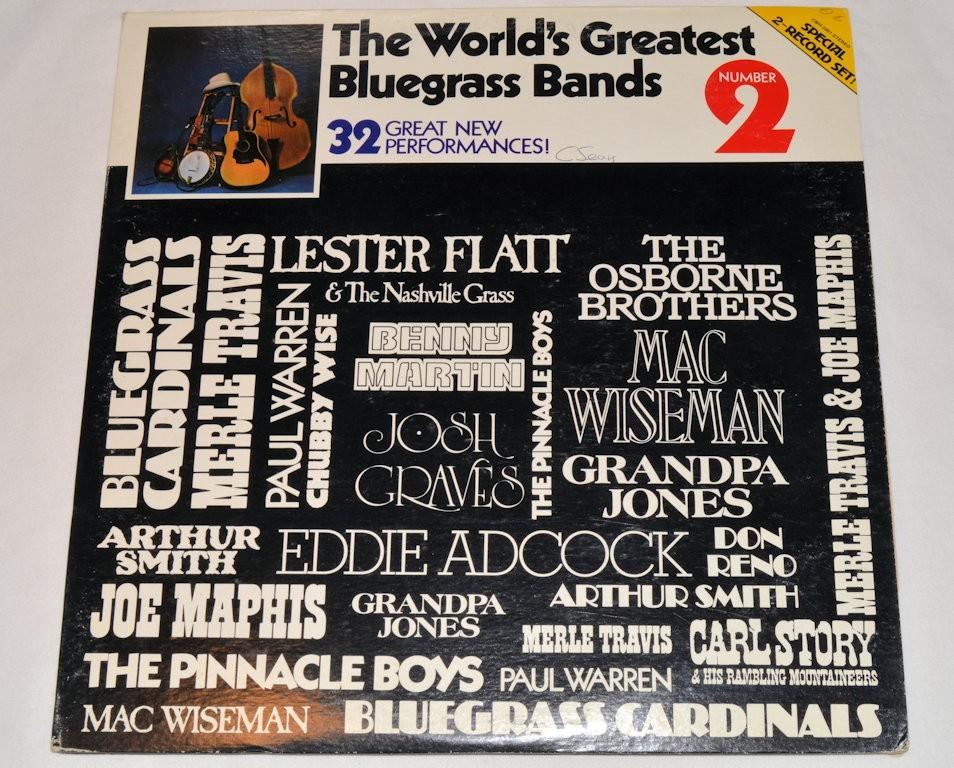 The World's Greatest
Bluegrass Bands
NUMBER
2
32 GREAT NEW
PERFORMANCES!
SPECIAL
2-RECORD SET!
BLUEGRASS
CARDINALS
MERLE TRAVIS
LESTER FLATT
& The Nashville Grass
PAUL WARREN
CHUBBY WISE
BENNY
MARTIN
JOSH
GRAVES
THE PINNACLE BOYS
THE
OSBORNE
BROTHERS
MAC
WISEMAN
GRANDPA
JONES
MERLE TRAVIS & JOE MAPHIS
ARTHUR
SMITH
EDDIE ADCOCK
DON
RENO
JOE MAPHIS
GRANDPA
JONES
ARTHUR SMITH
MERLE TRAVIS
CARL STORY
& HIS RAMBLING MOUNTAINEERS
THE PINNACLE BOYS
PAUL WARREN
MAC WISEMAN
BLUEGRASS CARDINALS